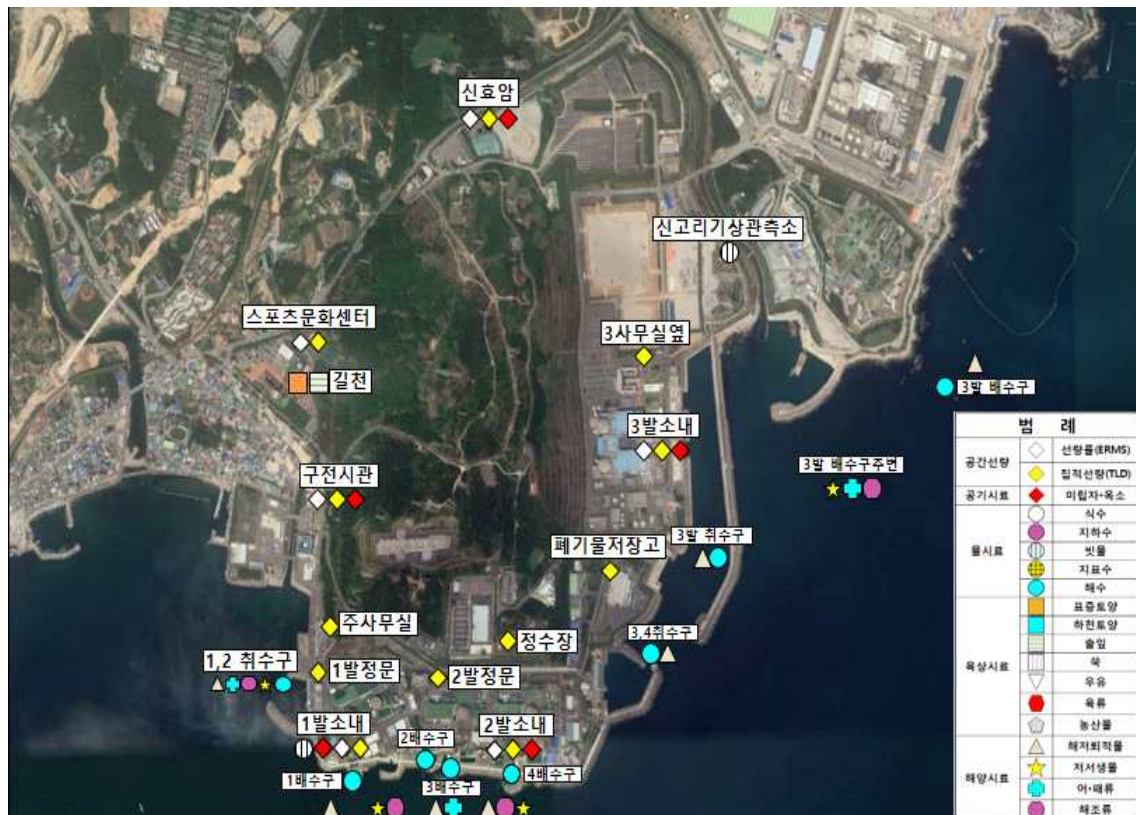 신효암
신고리기상관측소
스포츠문화센터
3사무실옆
길천
3발 배수구
3발소내
3발 배수구주변
구전시관
3발 취수구
폐기물저장고
주사무실
정수장
3,4취수구
1,2 취수구
1발정문
2발정문
1발소내
2배수구
2발소내
1배수구
3배수구
4배수구
범 례
공간선량
선량률(ERMS)
집적선량(TLD)
공기시료
미립자·옥소
물시료
식수
지하수
빗물
지표수
해수
육상시료
표층토양
하천토양
솔잎
쑥
우유
육류
농산물
해양시료
해저퇴적물
저서생물
어·패류
해조류